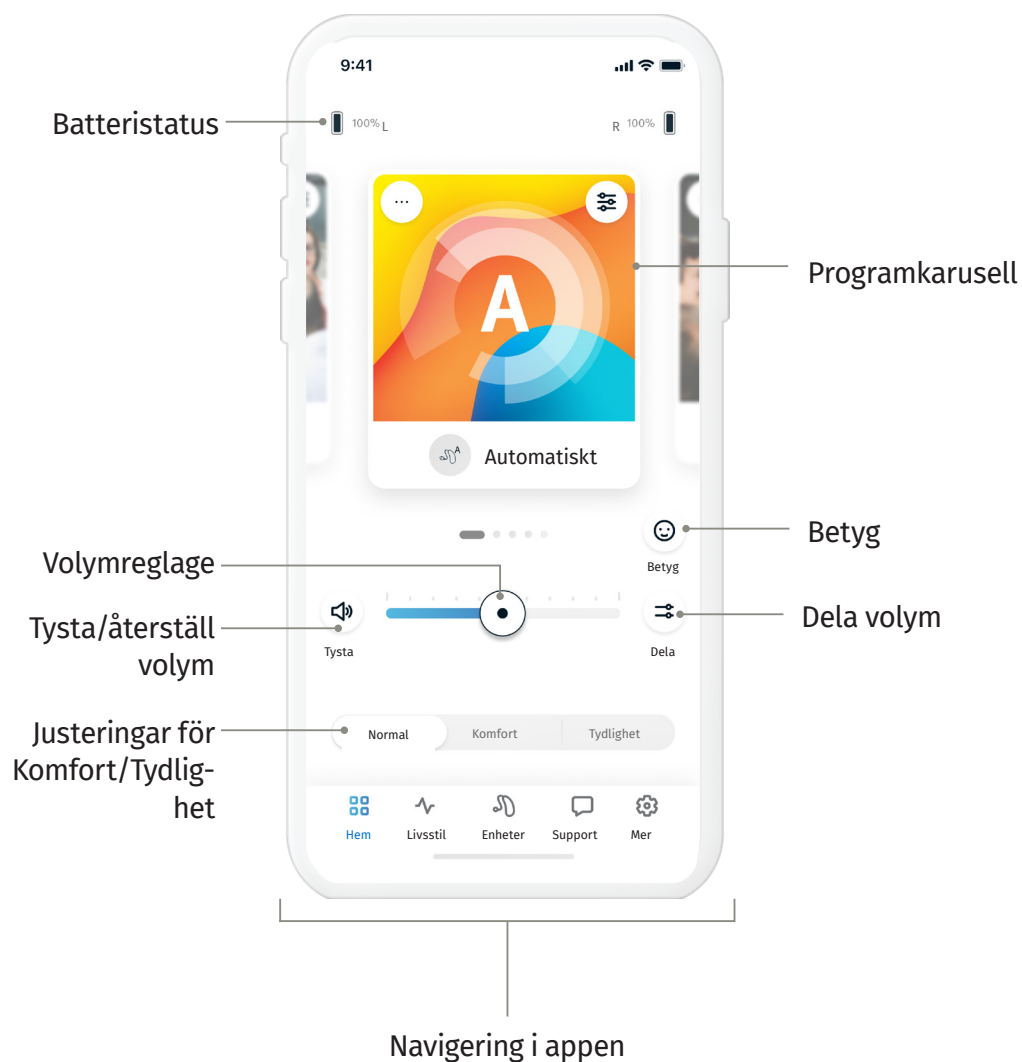 9:41
Batteristatus
100% L
R 100%
...
A
Programkarusell
A
Automatiskt
Betyg
Betyg
Volymreglage
Tysta/återställ
volym
Tysta
Dela volym
Dela
Justeringar för
Komfort/Tydlig-
het
Normal
Komfort
Tydlighet
Hem
Livsstil
Enheter
Support
Mer
Navigering i appen